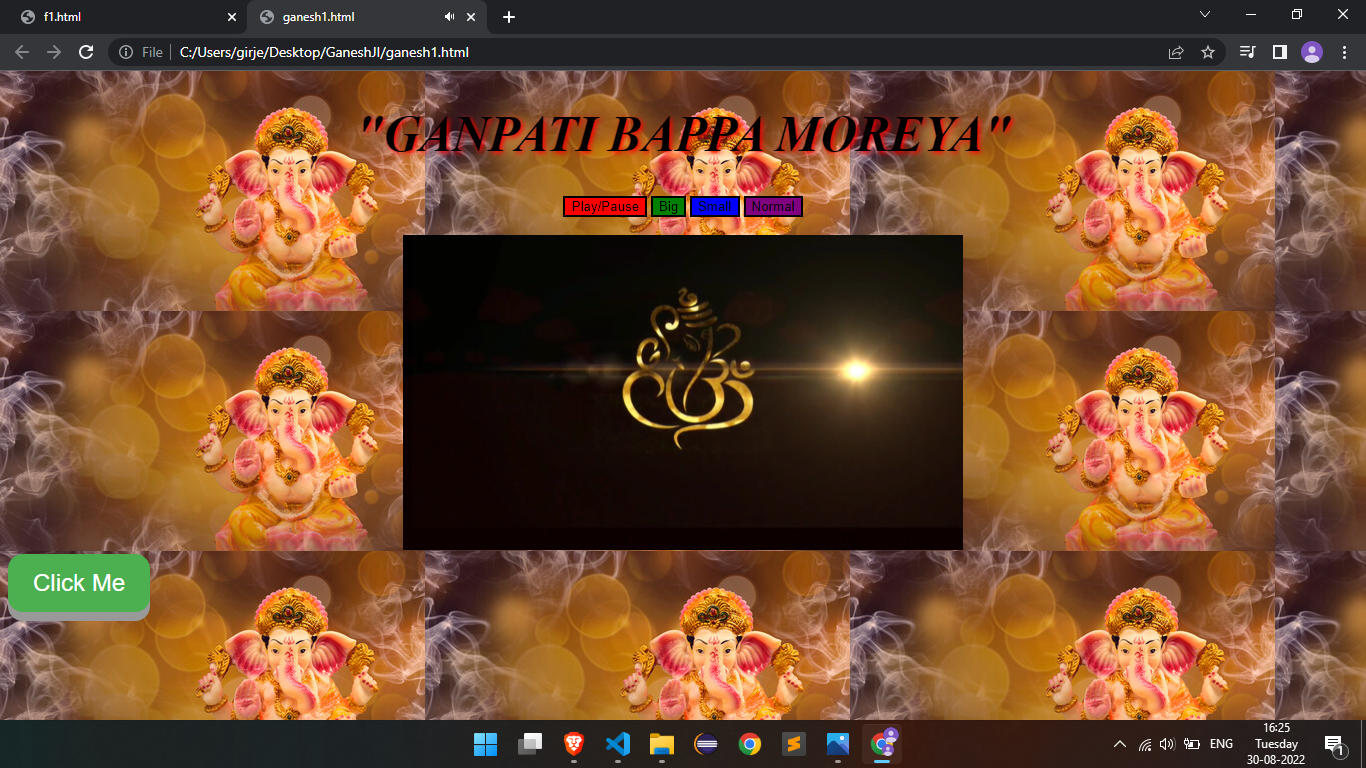 f1.html
ganesh1.html
File
C:/Users/girje/Desktop/GaneshJI/ganesh1.html
"GANPATI BAPPA MOREYA"
Play/Pause Big Small Normal
Click Me
ENG
16:25
Tuesday
30-08-2022
1